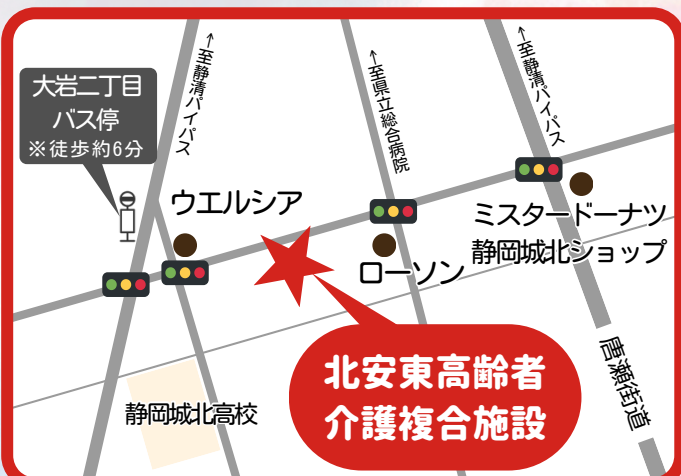 大岩二丁目
バス停
※徒歩約6分
←至静清バイパス
←至県立総合病院
←至静清バイパス
ウエルシア
ローソン
ミスタードーナツ
静岡城北ショップ
北安東高齢者
介護複合施設
静岡城北高校
唐瀬街道